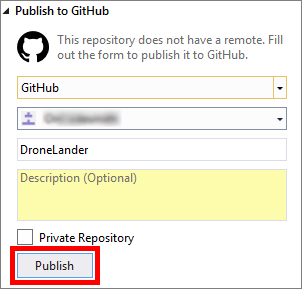 Publish to GitHub
This repository does not have a remote. Fill
out the form to publish it to GitHub.
GitHub
DroneLander
Description (Optional)
Private Repository
Publish